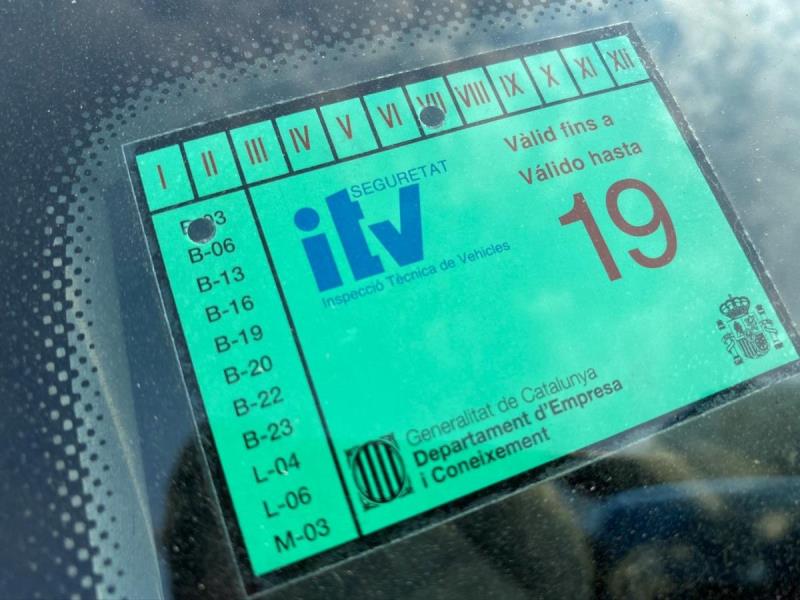 I II III IV V VI VII VIII IX X XI XII
Vàlid fins a
Válido hasta
19
SEGURETAT
itv
Inspecció Tècnica de Vehicles
B-03
B-06
B-13
B-16
B-19
B-20
B-22
B-23
L-04
L-06
M-03
Generalitat de Catalunya
Departament d'Empresa
i Coneixement